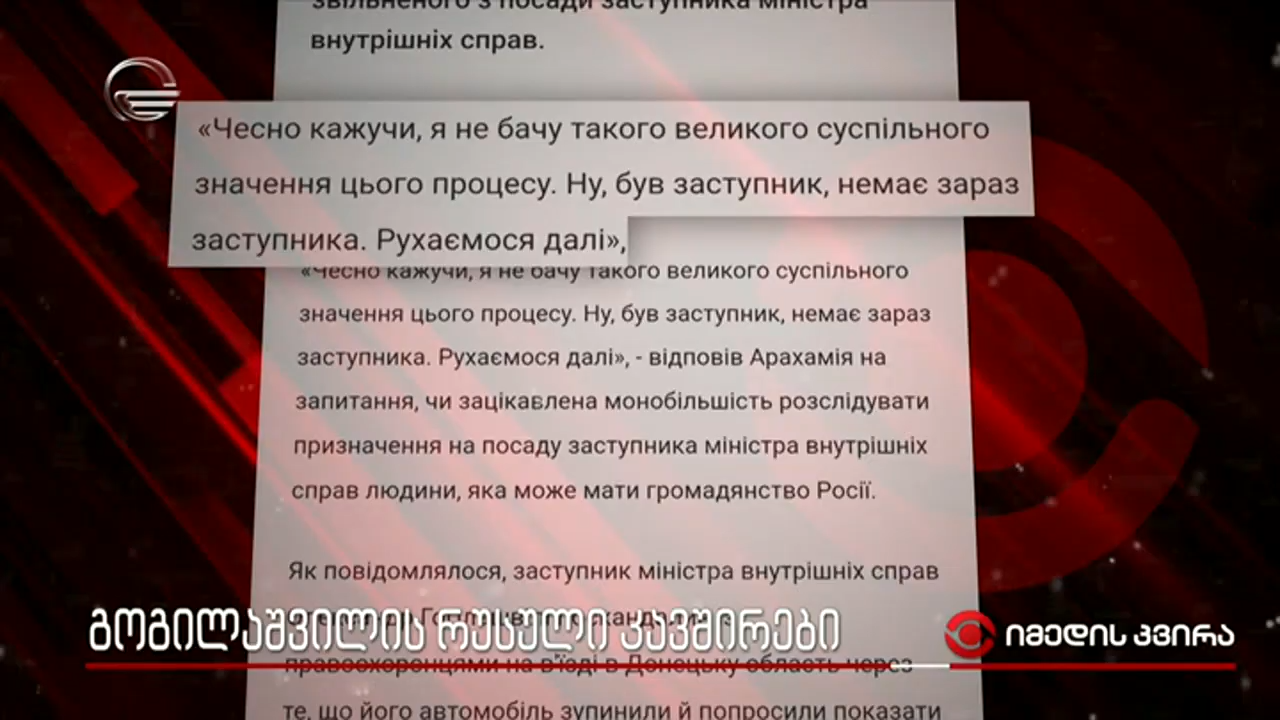 звільненого з посади заступника міністра
внутрішніх справ.
«Чесно кажучи, я не бачу такого великого суспільного
значення цього процесу. Ну, був заступник, немає зараз
заступника. Рухаємося далі»,
«Чесно кажучи, я не бачу такого великого суспільного
значення цього процесу. Ну, був заступник, немає зараз
заступника. Рухаємося далі», - відповів Арахамія на
запитання, чи зацікавлена монобільшість розслідувати
призначення на посаду заступника міністра внутрішніх
справ людини, яка може мати громадянство Росії.
Як повідомлялося, заступник міністра внутрішніх справ
გოგილაშვილის რუსული კავშირები
იმედის კვირა
правоохоронцями на в'їзді в Донецьку область через
те, що його автомобіль зупинили й попросили показати